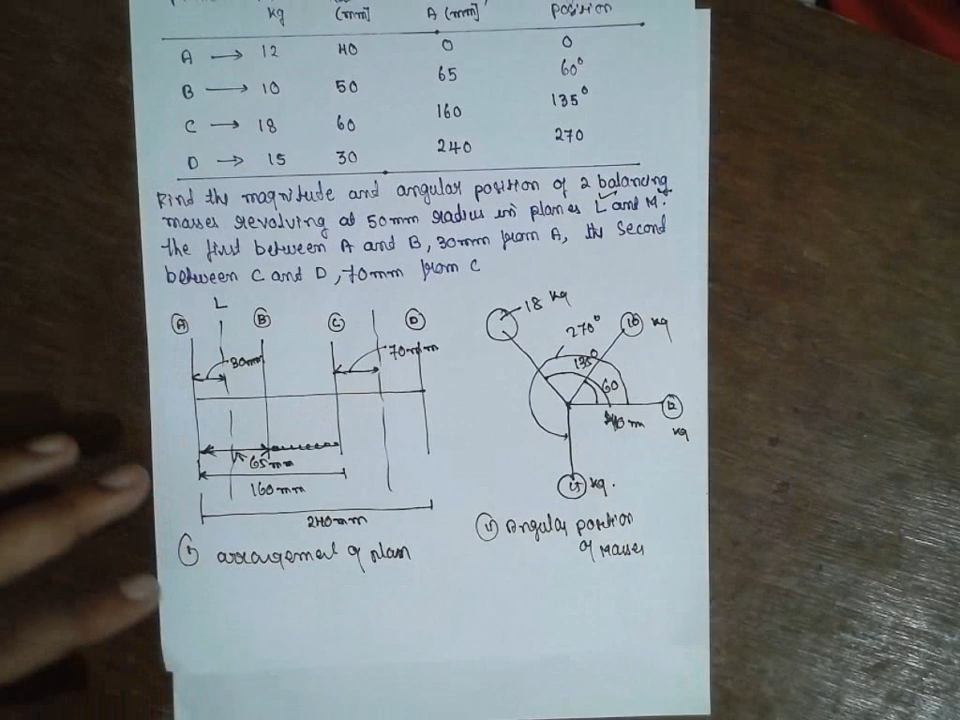 kg (mm) A (mm) position
A → 12 40 0 0
B → 10 50 65 60°
C → 18 60 160 135°
D → 15 30 240 270
Find the magnitude and angular position of 2 balancing
masses revolving at 50mm radius in planes L and M.
The first between A and B, 30mm from A, the second
between C and D, 70mm from C
L
A B C D
30mm 70mm
65mm
160mm
240mm
(i) arrangement of plan
18 kg
10 kg
270°
135°
60
12
kg
15 kg.
(ii) Angular position
of Masses